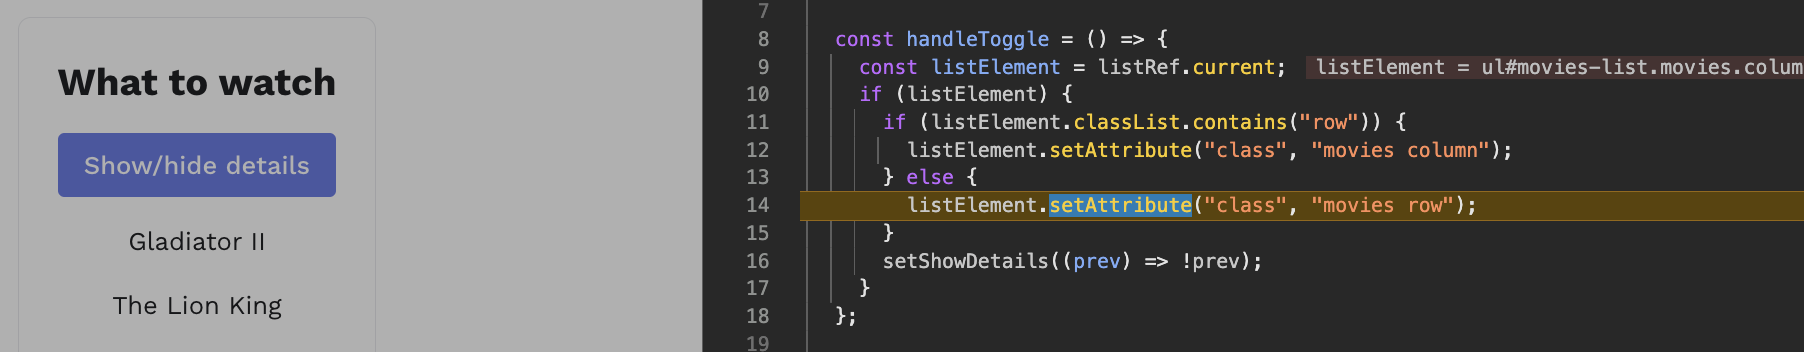 What to watch
Show/hide details
Gladiator II
The Lion King
7
8 const handleToggle = () => {
9 const listElement = listRef.current; listElement = ul#movies-list.movies.colum
10 if (listElement) {
11 if (listElement.classList.contains("row")) {
12 listElement.setAttribute("class", "movies column");
13 } else {
14 listElement.setAttribute("class", "movies row");
15 }
16 setShowDetails((prev) => !prev);
17 }
18 };
19